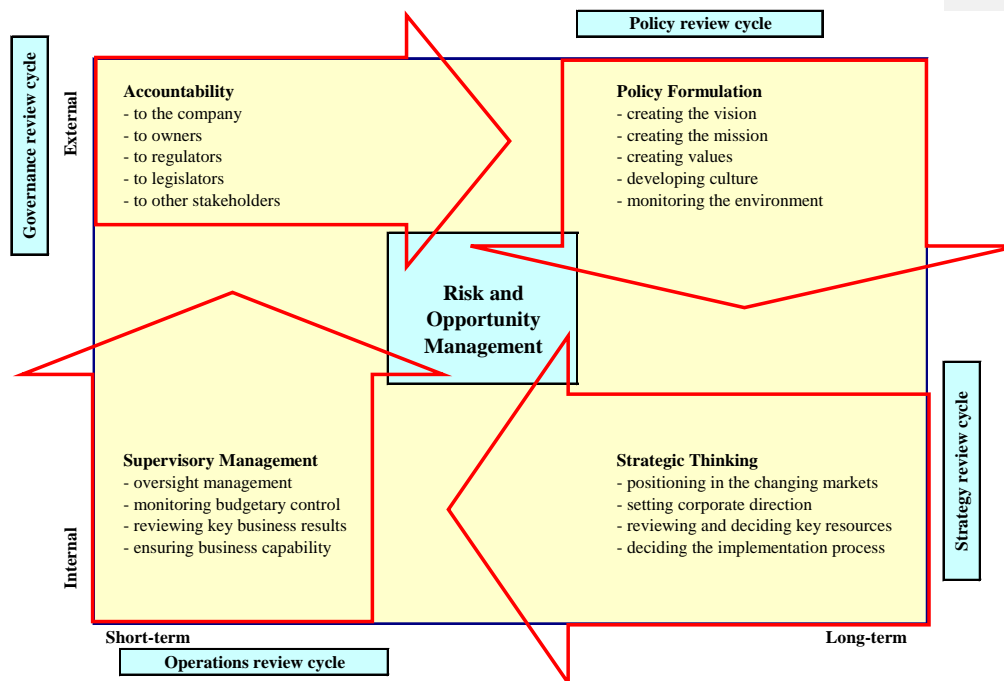 Policy review cycle
Governance review cycle
External
Accountability
- to the company
- to owners
- to regulators
- to legislators
- to other stakeholders
Policy Formulation
- creating the vision
- creating the mission
- creating values
- developing culture
- monitoring the environment
Risk and
Opportunity
Management
Supervisory Management
- oversight management
- monitoring budgetary control
- reviewing key business results
- ensuring business capability
Strategic Thinking
- positioning in the changing markets
- setting corporate direction
- reviewing and deciding key resources
- deciding the implementation process
Strategy review cycle
Internal
Short-term
Long-term
Operations review cycle